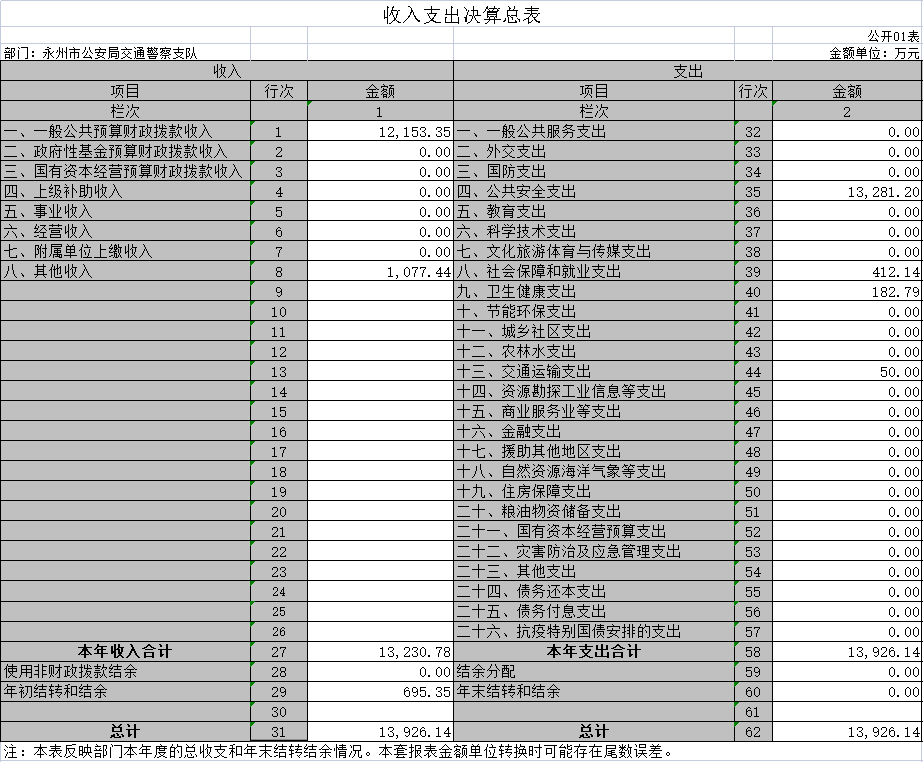 收入支出决算总表
公开01表
部门：永州市公安局交通警察支队 金额单位：万元
收入 支出
项目 行次 金额 项目 行次 金额
栏次 1 栏次 2
一、一般公共预算财政拨款收入 1 12,153.35 一、一般公共服务支出 32 0.00
二、政府性基金预算财政拨款收入 2 0.00 二、外交支出 33 0.00
三、国有资本经营预算财政拨款收入 3 0.00 三、国防支出 34 0.00
四、上级补助收入 4 0.00 四、公共安全支出 35 13,281.20
五、事业收入 5 0.00 五、教育支出 36 0.00
六、经营收入 6 0.00 六、科学技术支出 37 0.00
七、附属单位上缴收入 7 0.00 七、文化旅游体育与传媒支出 38 0.00
八、其他收入 8 1,077.44 八、社会保障和就业支出 39 412.14
9 九、卫生健康支出 40 182.79
10 十、节能环保支出 41 0.00
11 十一、城乡社区支出 42 0.00
12 十二、农林水支出 43 0.00
13 十三、交通运输支出 44 50.00
14 十四、资源勘探工业信息等支出 45 0.00
15 十五、商业服务业等支出 46 0.00
16 十六、金融支出 47 0.00
17 十七、援助其他地区支出 48 0.00
18 十八、自然资源海洋气象等支出 49 0.00
19 十九、住房保障支出 50 0.00
20 二十、粮油物资储备支出 51 0.00
21 二十一、国有资本经营预算支出 52 0.00
22 二十二、灾害防治及应急管理支出 53 0.00
23 二十三、其他支出 54 0.00
24 二十四、债务还本支出 55 0.00
25 二十五、债务付息支出 56 0.00
26 二十六、抗疫特别国债安排的支出 57 0.00
本年收入合计 27 13,230.78 本年支出合计 58 13,926.14
使用非财政拨款结余 28 0.00 结余分配 59 0.00
年初结转和结余 29 695.35 年末结转和结余 60 0.00
30 61
总计 31 13,926.14 总计 62 13,926.14
注：本表反映部门本年度的总收支和年末结转结余情况。本套报表金额单位转换时可能存在尾数误差。